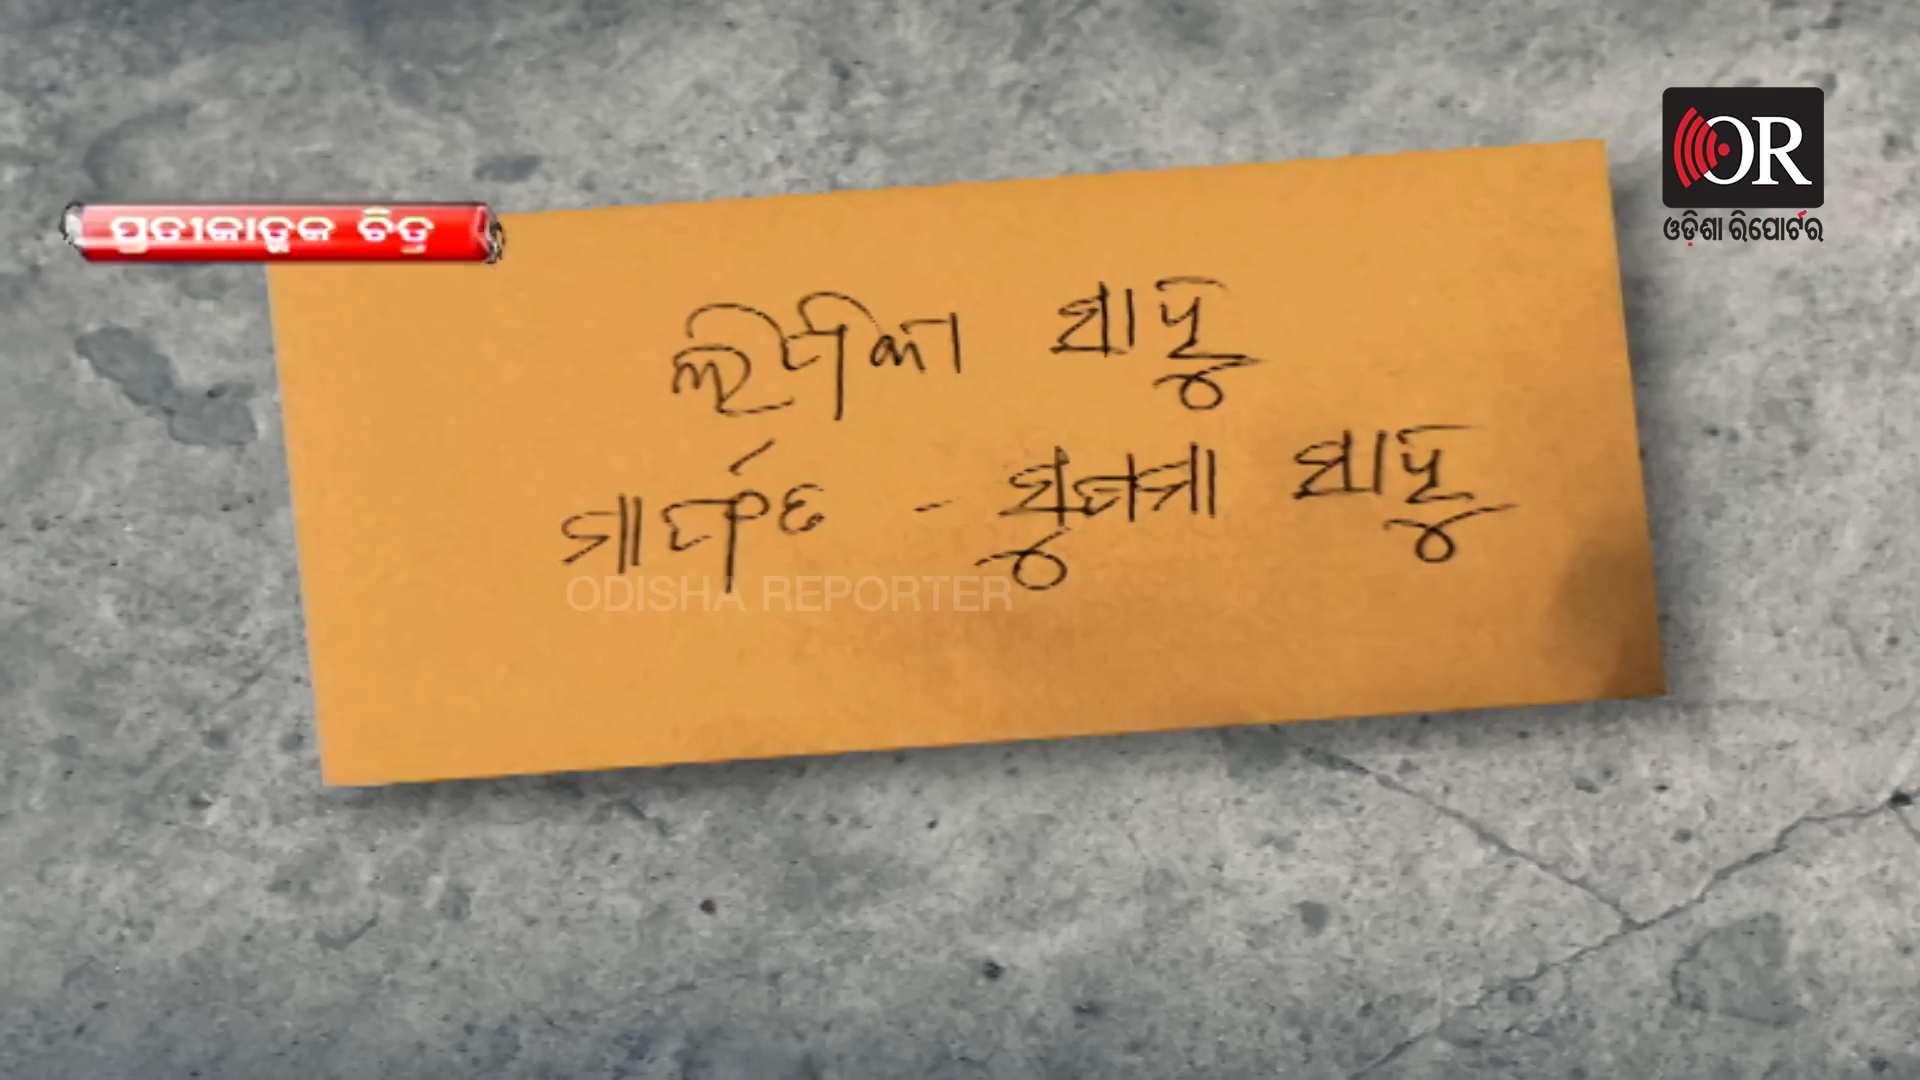 ପ୍ରତୀକାତ୍ମକ ଚିତ୍ର
OR
ଓଡ଼ିଶା ରିପୋର୍ଟର
ଲିପିକା ସାହୁ
ମାର୍ଫତ - ସୁଷମା ସାହୁ
ODISHA REPORTER